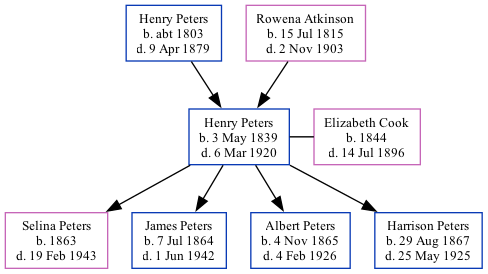 Henry Peters
b. abt 1803
d. 9 Apr 1879
Rowena Atkinson
b. 15 Jul 1815
d. 2 Nov 1903
Henry Peters
b. 3 May 1839
d. 6 Mar 1920
Elizabeth Cook
b. 1844
d. 14 Jul 1896
Selina Peters
b. 1863
d. 19 Feb 1943
James Peters
b. 7 Jul 1864
d. 1 Jun 1942
Albert Peters
b. 4 Nov 1865
d. 4 Feb 1926
Harrison Peters
b. 29 Aug 1867
d. 25 May 1925